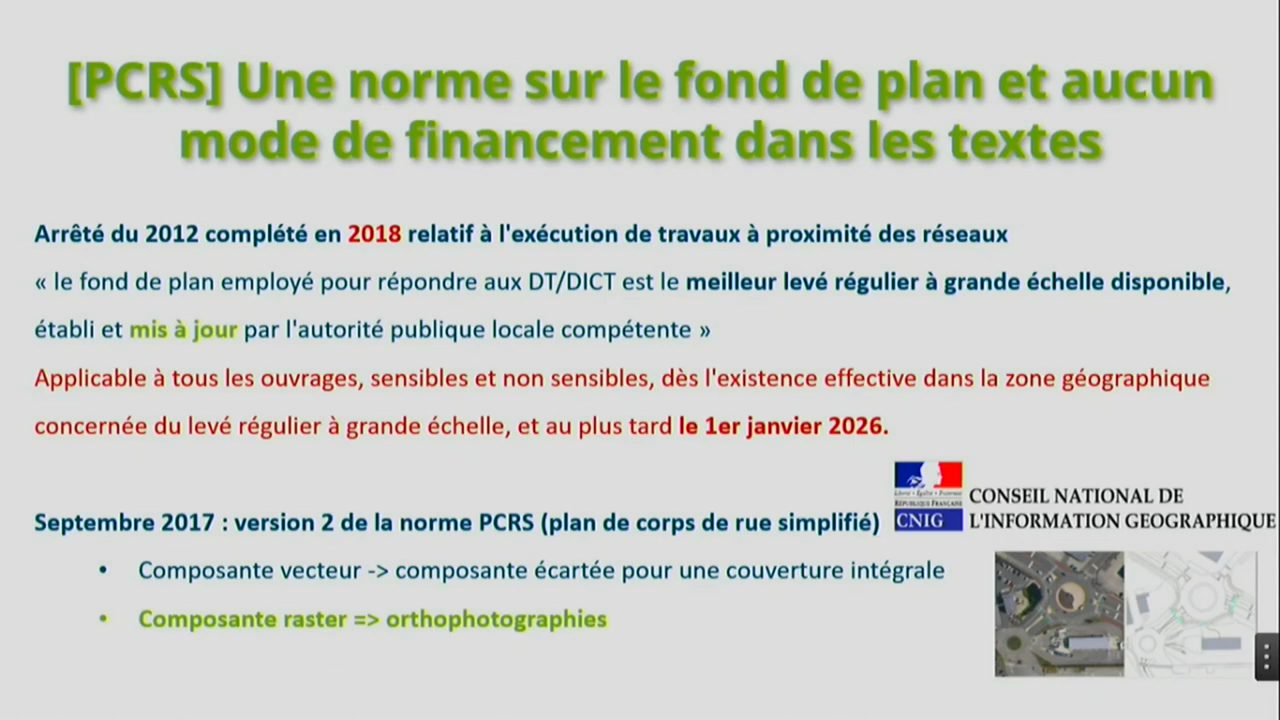 [PCRS] Une norme sur le fond de plan et aucun
mode de financement dans les textes
Arrêté du 2012 complété en 2018 relatif à l'exécution de travaux à proximité des réseaux
« le fond de plan employé pour répondre aux DT/DICT est le meilleur levé régulier à grande échelle disponible,
établi et mis à jour par l'autorité publique locale compétente »
Applicable à tous les ouvrages, sensibles et non sensibles, dès l'existence effective dans la zone géographique
concernée du levé régulier à grande échelle, et au plus tard le 1er janvier 2026.
Liberté • Égalité • Fraternité
RÉPUBLIQUE FRANÇAISE
CNIG
CONSEIL NATIONAL DE
L'INFORMATION GEOGRAPHIQUE
Septembre 2017 : version 2 de la norme PCRS (plan de corps de rue simplifié)
• Composante vecteur -> composante écartée pour une couverture intégrale
• Composante raster => orthophotographies